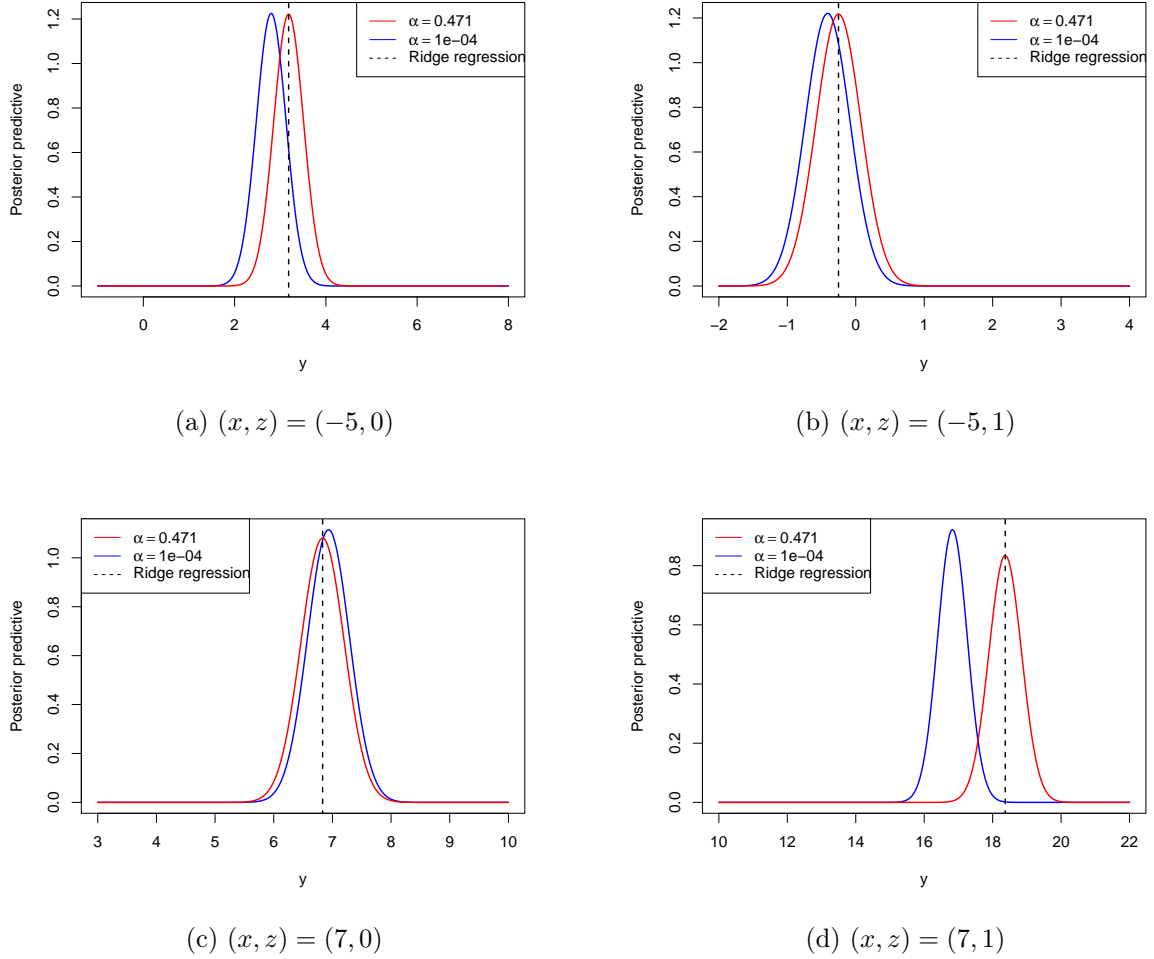 α = 0.471
α = 1e−04
Ridge regression
Posterior predictive
0.0 0.2 0.4 0.6 0.8 1.0 1.2
0 2 4 6 8
y
(a) (x, z) = (−5, 0)
α = 0.471
α = 1e−04
Ridge regression
Posterior predictive
0.0 0.2 0.4 0.6 0.8 1.0 1.2
−2 −1 0 1 2 3 4
y
(b) (x, z) = (−5, 1)
α = 0.471
α = 1e−04
Ridge regression
Posterior predictive
0.0 0.2 0.4 0.6 0.8 1.0
3 4 5 6 7 8 9 10
y
(c) (x, z) = (7, 0)
α = 0.471
α = 1e−04
Ridge regression
Posterior predictive
0.0 0.2 0.4 0.6 0.8
10 12 14 16 18 20 22
y
(d) (x, z) = (7, 1)